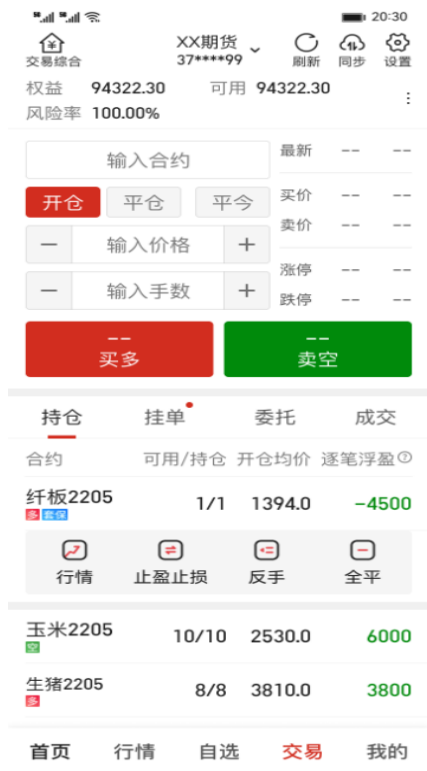 20:30
交易综合
XX期货
37****99
刷新 同步 设置
权益 94322.30 可用 94322.30
风险率 100.00%
输入合约
最新 -- --
开仓 平仓 平今
买价 -- --
卖价 -- --
− 输入价格 +
涨停 -- --
− 输入手数 +
跌停 -- --
-- --
买多 卖空
持仓 挂单 委托 成交
合约 可用/持仓 开仓均价 逐笔浮盈?
纤板2205 1/1 1394.0 −4500
多 套保
行情 止盈止损 反手 全平
玉米2205 10/10 2530.0 6000
空
生猪2205 8/8 3810.0 3800
多
首页 行情 自选 交易 我的